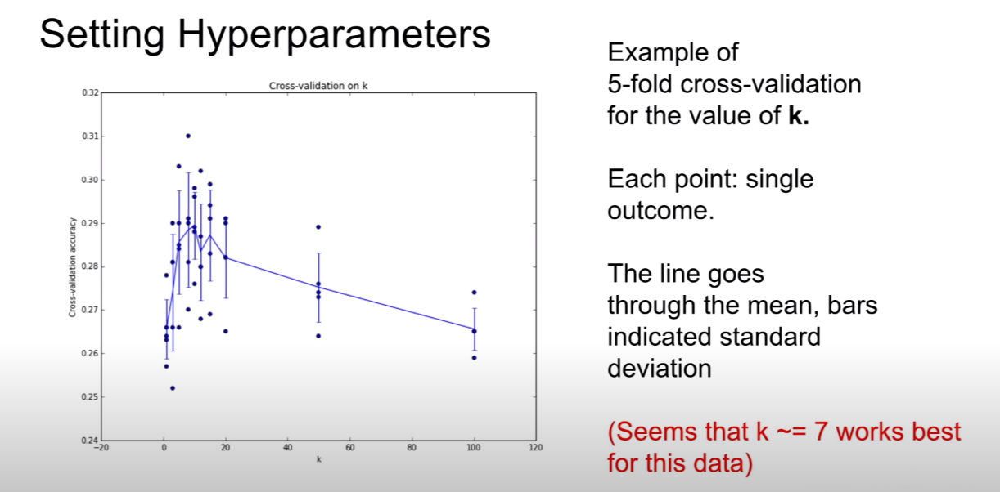 Setting Hyperparameters
Cross-validation on k
0.32
0.31
0.30
0.29
0.28
0.27
0.26
0.25
0.24
Cross-validation accuracy
−20
0
20
40
60
80
100
120
k
Example of
5-fold cross-validation
for the value of k.
Each point: single
outcome.
The line goes
through the mean, bars
indicated standard
deviation
(Seems that k ~= 7 works best
for this data)